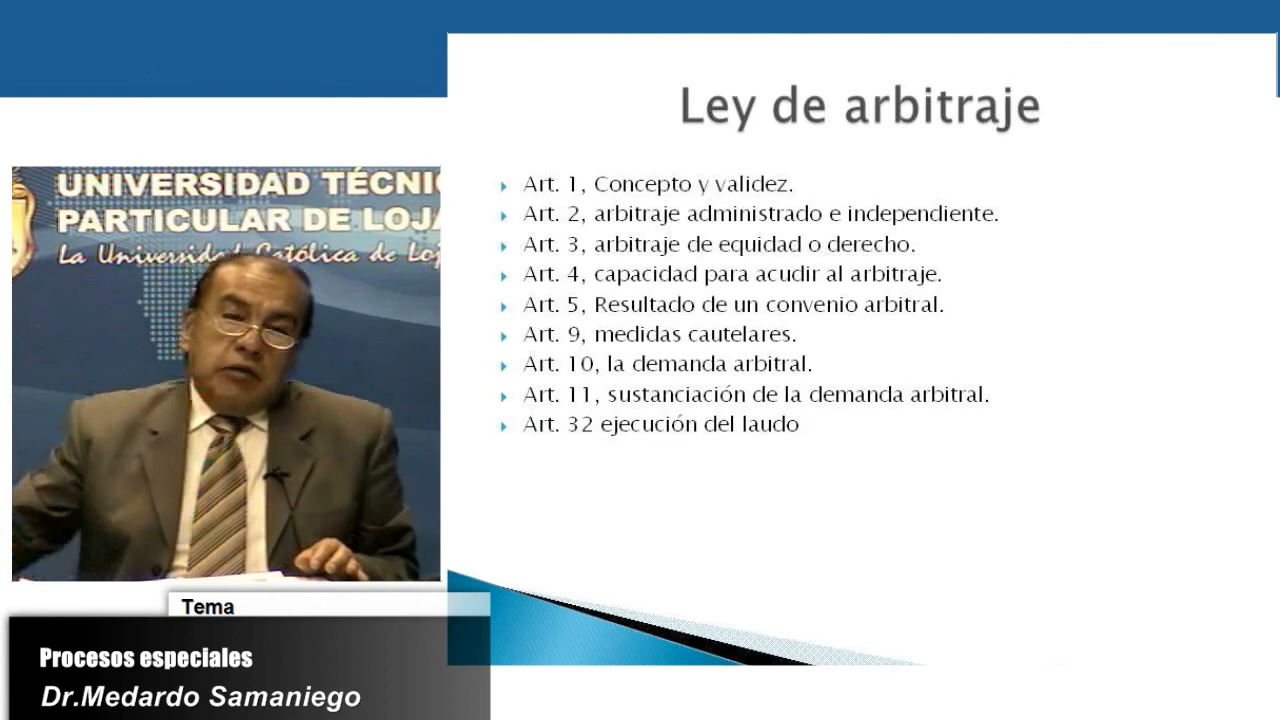 Ley de arbitraje
Art. 1, Concepto y validez.
Art. 2, arbitraje administrado e independiente.
Art. 3, arbitraje de equidad o derecho.
Art. 4, capacidad para acudir al arbitraje.
Art. 5, Resultado de un convenio arbitral.
Art. 9, medidas cautelares.
Art. 10, la demanda arbitral.
Art. 11, sustanciación de la demanda arbitral.
Art. 32 ejecución del laudo
UNIVERSIDAD TÉCNIC
PARTICULAR DE LOJA
La Universidad Católica de Loj
Tema
Procesos especiales
Dr.Medardo Samaniego